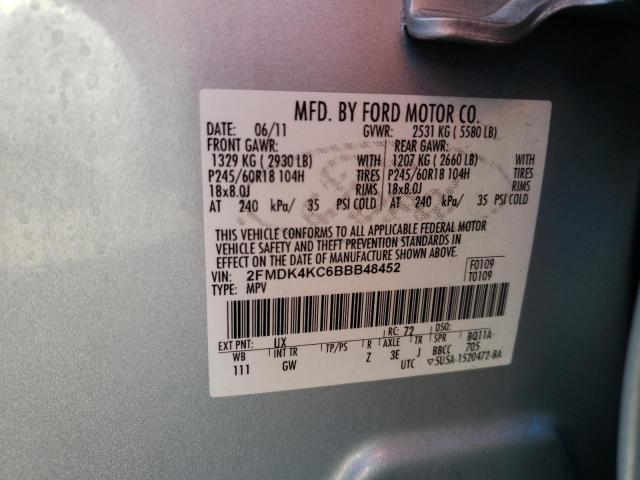 MFD. BY FORD MOTOR CO.
DATE: 06/11 GVWR: 2531 KG ( 5580 LB)
FRONT GAWR: REAR GAWR:
1329 KG ( 2930 LB) WITH 1207 KG ( 2660 LB) WITH
P245/60R18 104H TIRES P245/60R18 104H TIRES
18x8.0J RIMS 18x8.0J RIMS
AT 240 kPa/ 35 PSI COLD AT 240 kPa/ 35 PSI COLD
THIS VEHICLE CONFORMS TO ALL APPLICABLE FEDERAL MOTOR
VEHICLE SAFETY AND THEFT PREVENTION STANDARDS IN
EFFECT ON THE DATE OF MANUFACTURE SHOWN ABOVE.
VIN: 2FMDK4KC6BBB48452 F0109
TYPE: MPV T0109
EXT PNT: UX RC: 72 DSO:
WB INT TR TP/PS R AXLE TR SPR BQ11A
111 GW Z 3E J BBCC 705
UTC ▽5U5A-1520472-BA